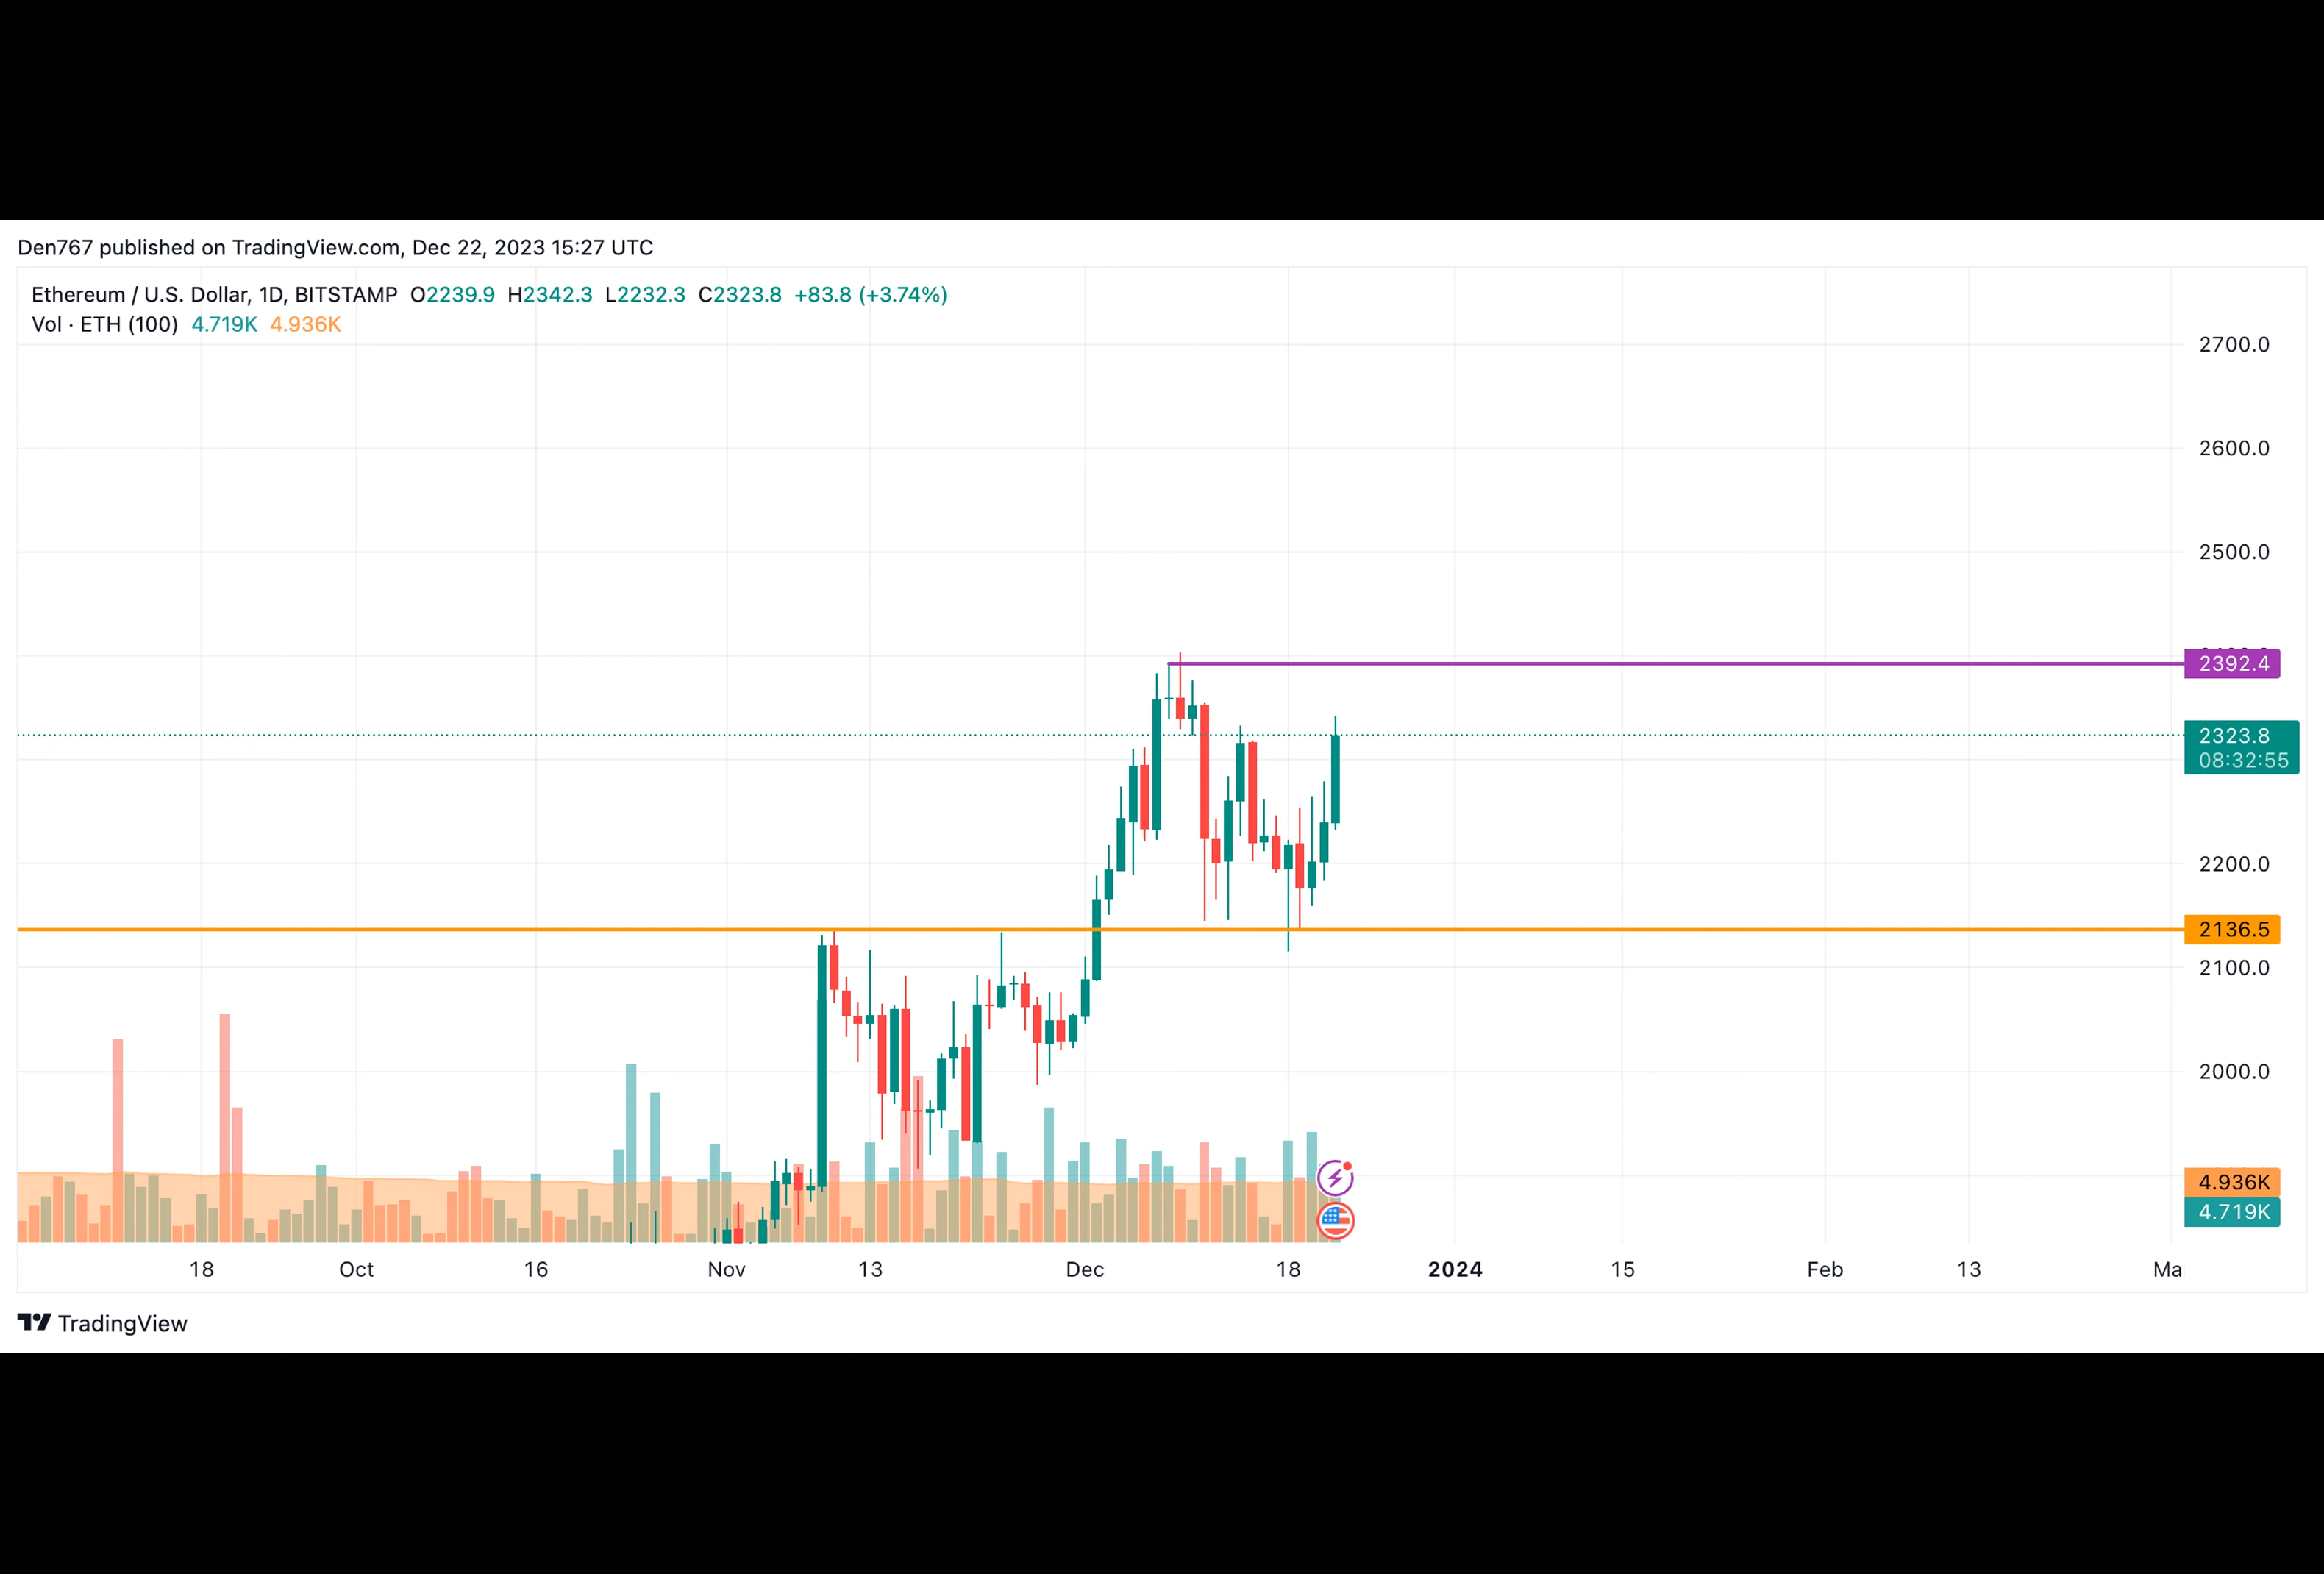 Den767 published on TradingView.com, Dec 22, 2023 15:27 UTC
Ethereum / U.S. Dollar, 1D, BITSTAMP O2239.9 H2342.3 L2232.3 C2323.8 +83.8 (+3.74%)
Vol · ETH (100) 4.719K 4.936K
2700.0
2600.0
2500.0
2392.4
2323.8
08:32:55
2200.0
2136.5
2100.0
2000.0
4.936K
4.719K
18 Oct 16 Nov 13 Dec 18 2024 15 Feb 13 Ma
TradingView